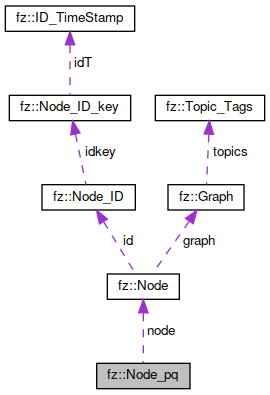 fz::ID_TimeStamp
idT
fz::Node_ID_key
fz::Topic_Tags
idkey
topics
fz::Node_ID
fz::Graph
id
graph
fz::Node
node
fz::Node_pq